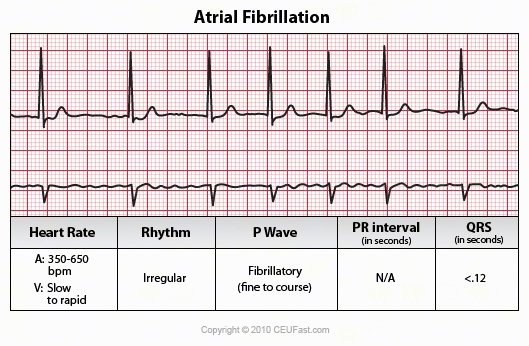 Atrial Fibrillation
Heart Rate
Rhythm
P Wave
PR interval
(in seconds)
QRS
(in seconds)
A: 350-650
bpm
V: Slow
to rapid
Irregular
Fibrillatory
(fine to course)
N/A
<.12
Copyright © 2010 CEUFast.com